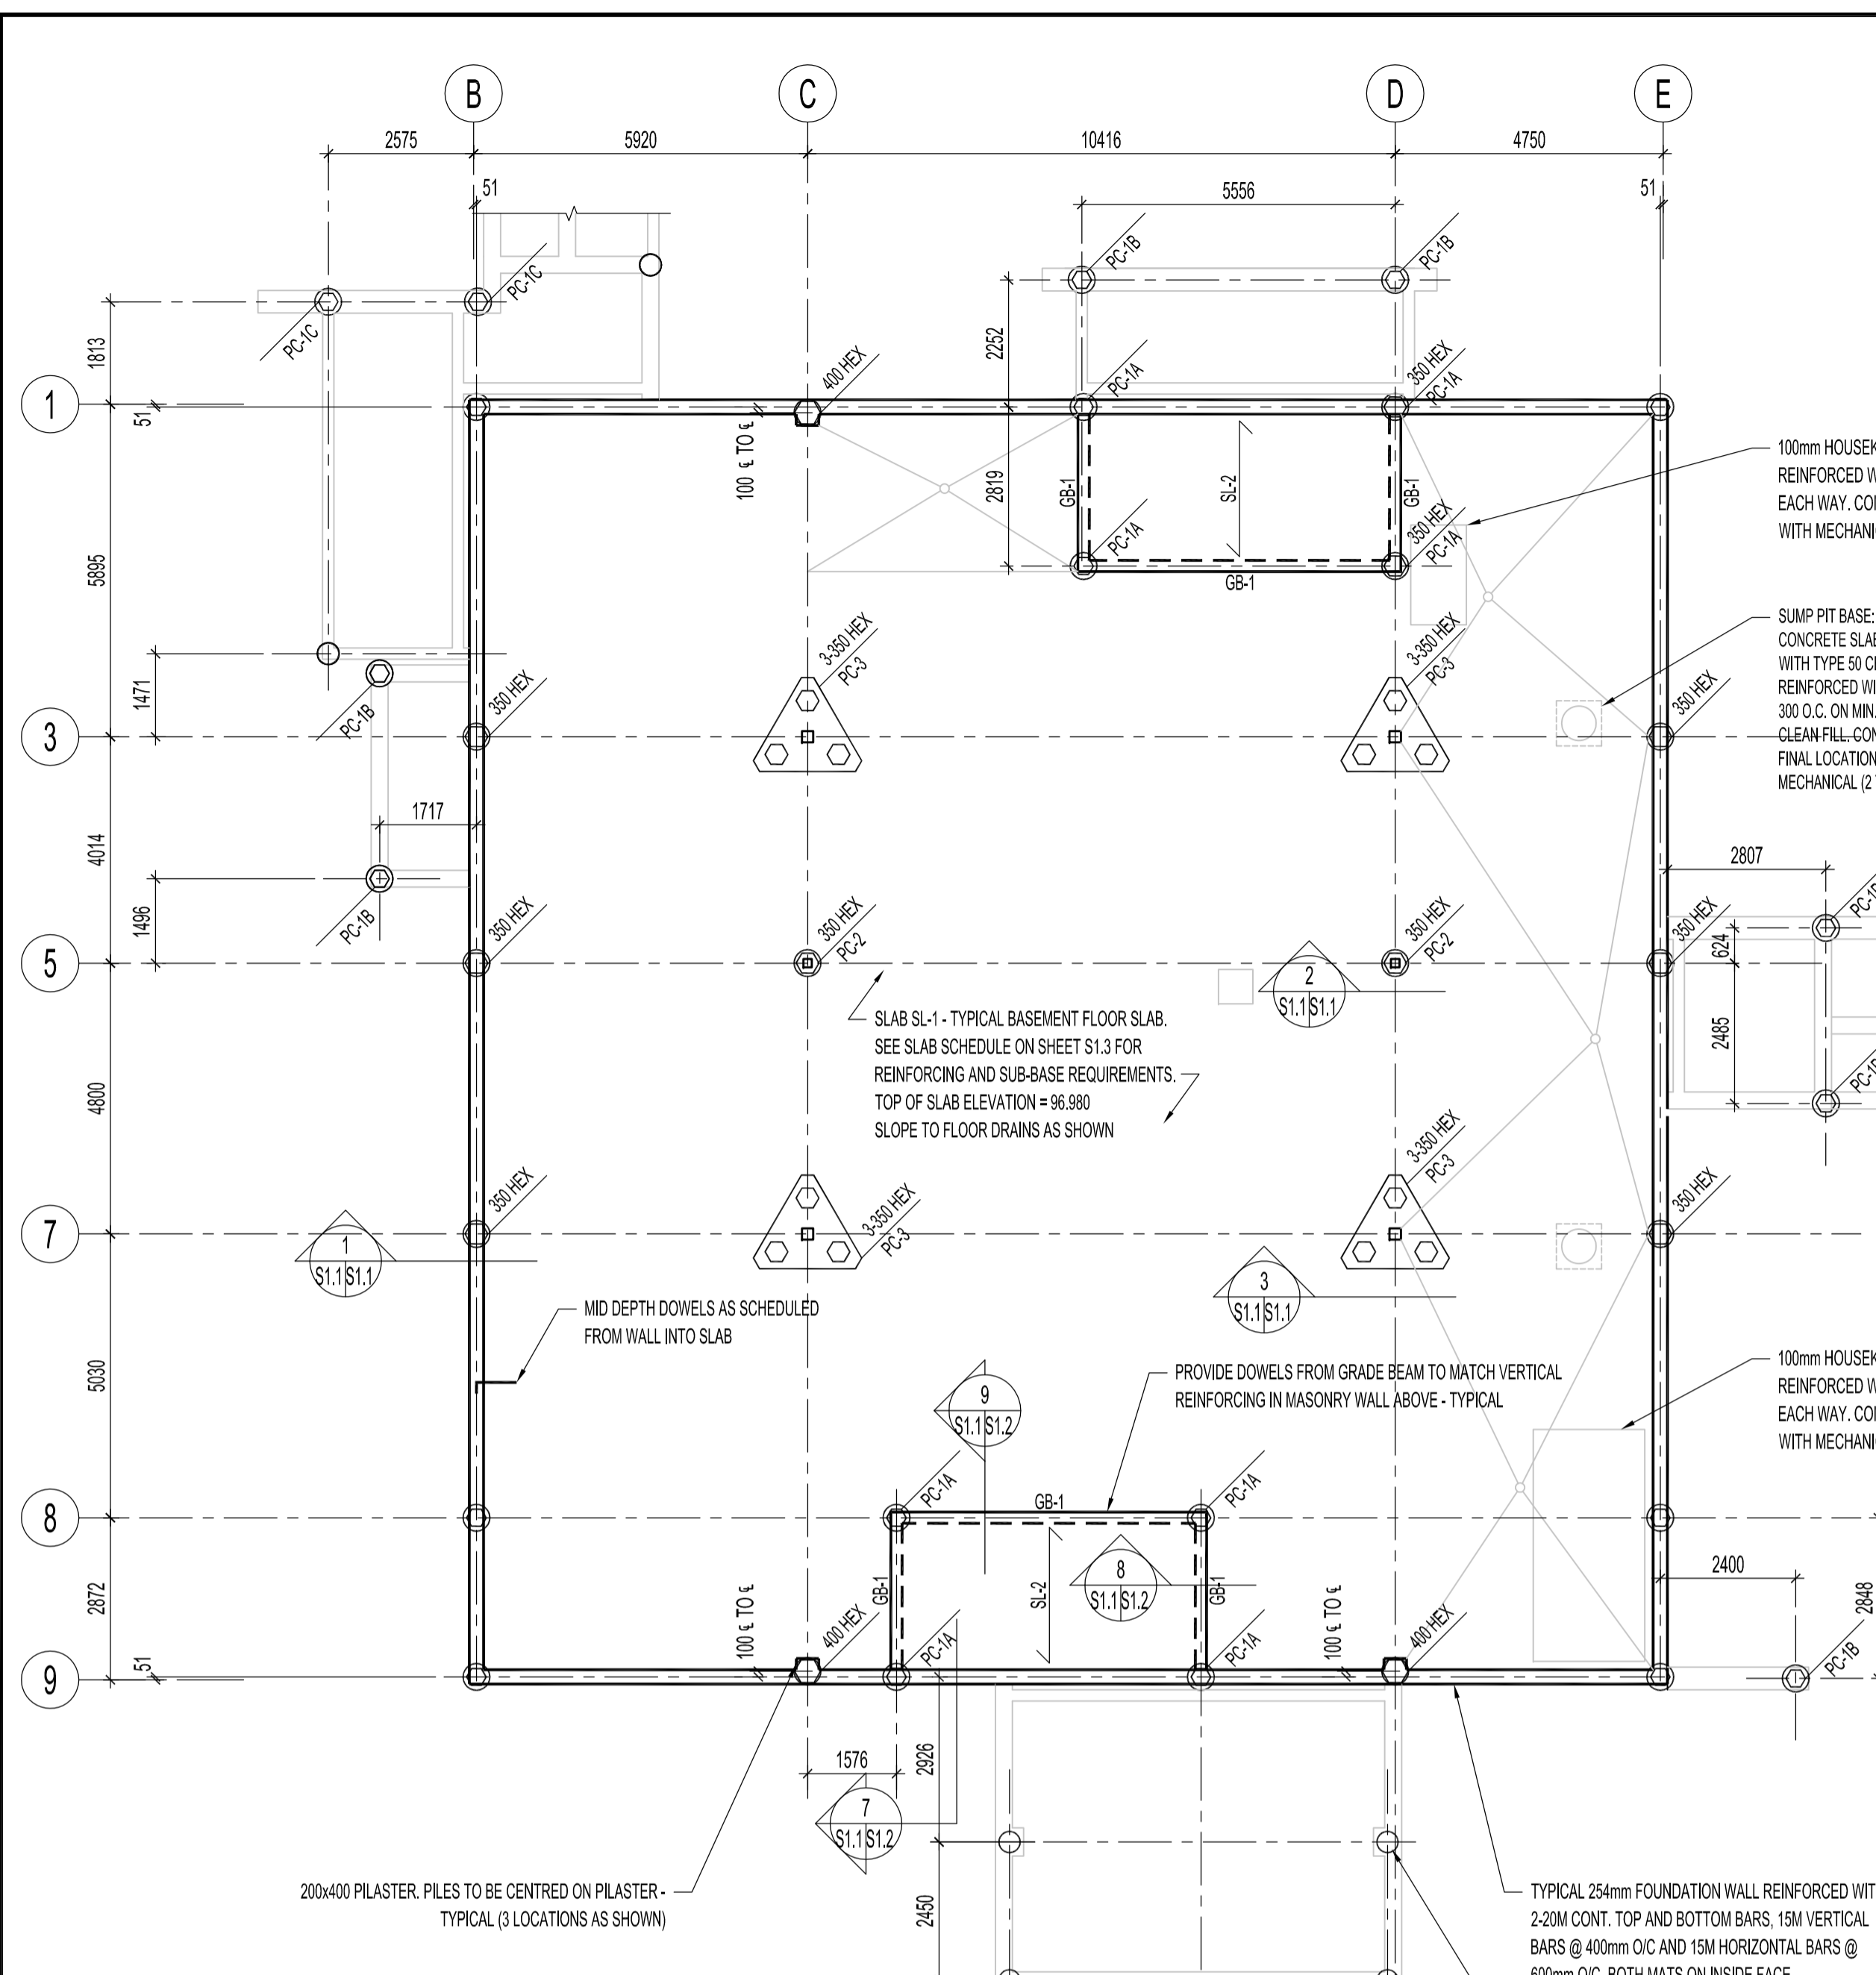 B
C
D
E
2575
5920
10416
4750
51
5556
51
PC-1B
PC-1B
PC-1C
PC-1C
1813
2252
400 HEX
PC-1A
350 HEX
PC-1A
1
51
100 ℄ TO ℄
2819
GB-1
SL-2
GB-1
PC-1A
350 HEX
PC-1A
GB-1
100mm HOUSEK
REINFORCED W
EACH WAY. COI
WITH MECHANI
5895
1471
SUMP PIT BASE:
CONCRETE SLAB
WITH TYPE 50 C
REINFORCED WI
300 O.C. ON MIN.
CLEAN FILL. CON
FINAL LOCATION
MECHANICAL (2
3-350 HEX
PC-3
3-350 HEX
PC-3
350 HEX
350 HEX
PC-1B
3
1717
4014
1496
PC-1B
350 HEX
350 HEX
PC-2
350 HEX
PC-2
350 HEX
2807
PC-1
624
5
2
S1.1 S1.1
SLAB SL-1 - TYPICAL BASEMENT FLOOR SLAB.
SEE SLAB SCHEDULE ON SHEET S1.3 FOR
REINFORCING AND SUB-BASE REQUIREMENTS.
TOP OF SLAB ELEVATION = 96.980
SLOPE TO FLOOR DRAINS AS SHOWN
2485
PC-1
4800
350 HEX
3-350 HEX
PC-3
3-350 HEX
PC-3
350 HEX
7
1
S1.1 S1.1
3
S1.1 S1.1
MID DEPTH DOWELS AS SCHEDULED
FROM WALL INTO SLAB
5030
9
S1.1 S1.2
PROVIDE DOWELS FROM GRADE BEAM TO MATCH VERTICAL
REINFORCING IN MASONRY WALL ABOVE - TYPICAL
100mm HOUSEK
REINFORCED W
EACH WAY. COI
WITH MECHANI
PC-1A
GB-1
PC-1A
8
2872
GB-1
SL-2
8
S1.1 S1.2
GB-1
2400
2848
100 ℄ TO ℄
400 HEX
PC-1A
PC-1A
100 ℄ TO ℄
400 HEX
PC-1B
9
51
1576
2926
7
S1.1 S1.2
200x400 PILASTER. PILES TO BE CENTRED ON PILASTER -
TYPICAL (3 LOCATIONS AS SHOWN)
2450
TYPICAL 254mm FOUNDATION WALL REINFORCED WIT
2-20M CONT. TOP AND BOTTOM BARS, 15M VERTICAL
BARS @ 400mm O/C AND 15M HORIZONTAL BARS @
600mm O/C. BOTH MATS ON INSIDE FACE